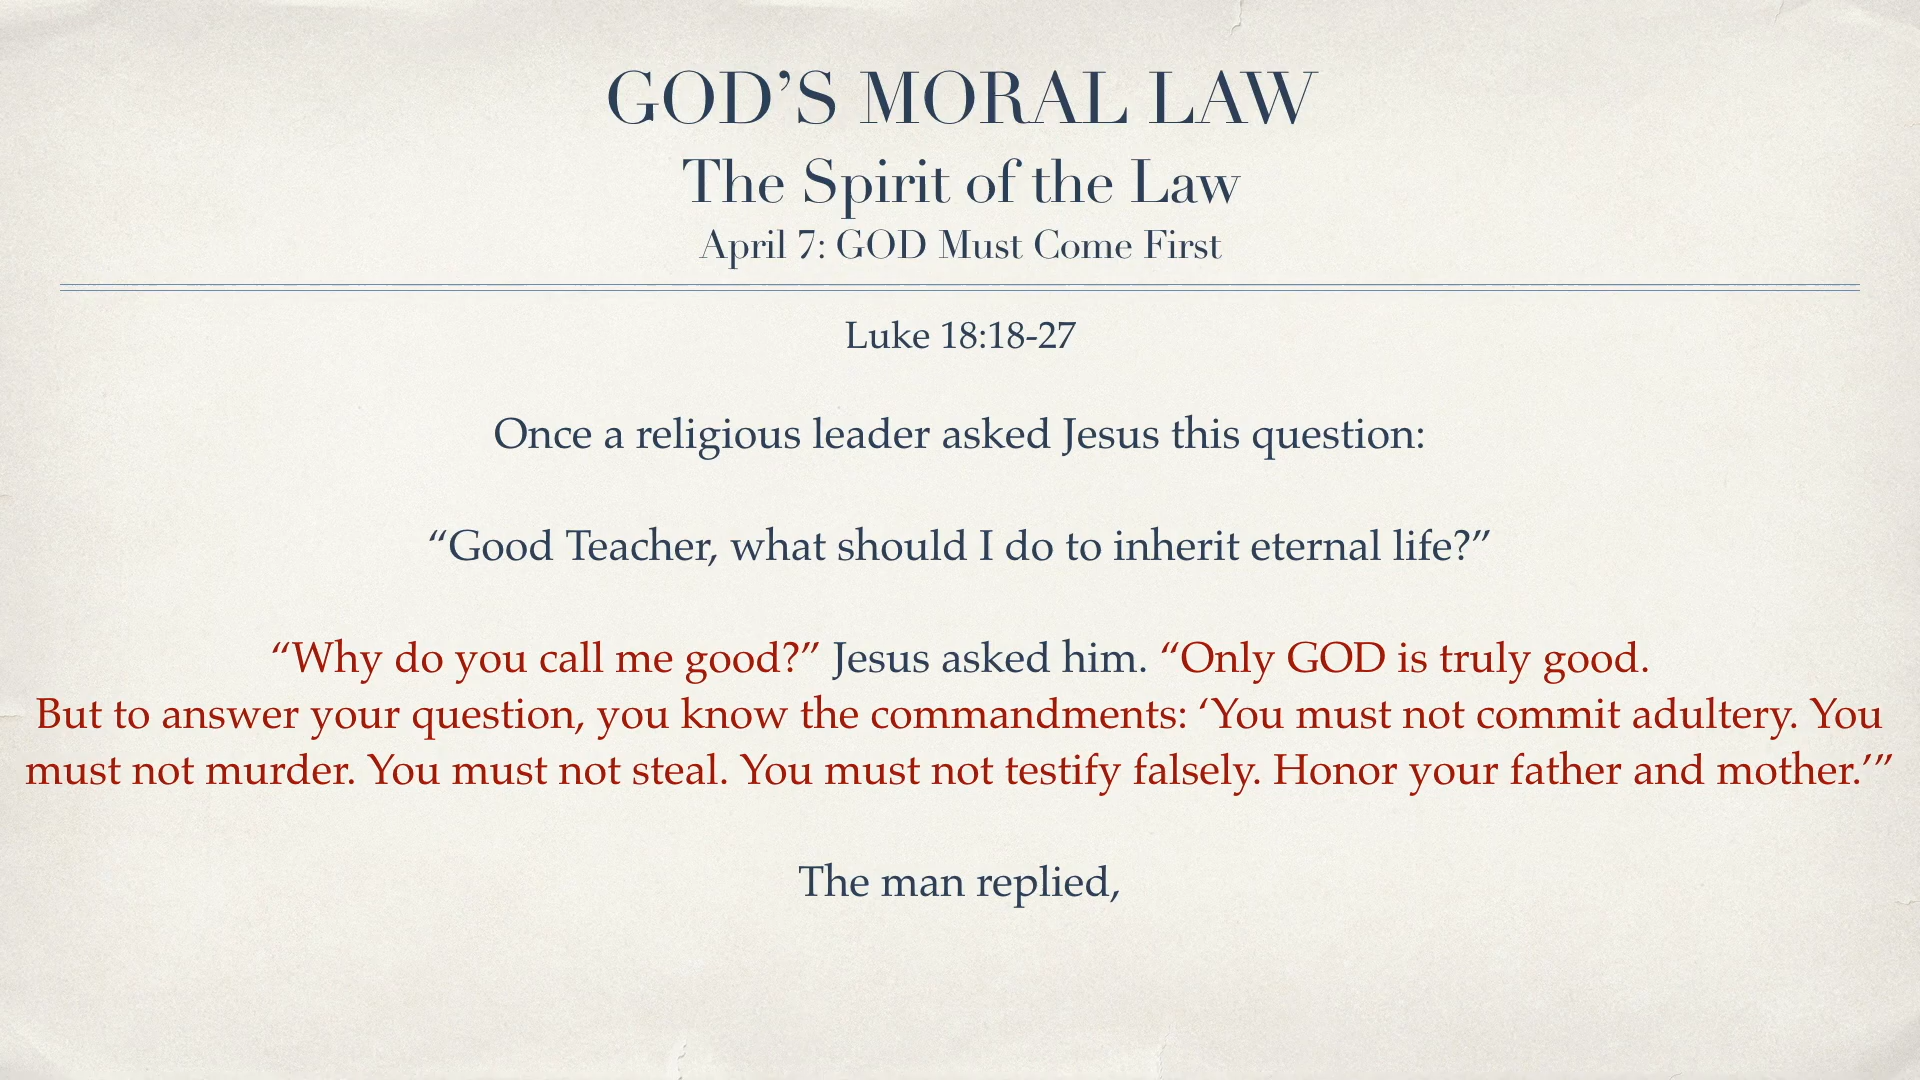 GOD’S MORAL LAW
The Spirit of the Law
April 7: GOD Must Come First
Luke 18:18-27
Once a religious leader asked Jesus this question:
“Good Teacher, what should I do to inherit eternal life?”
“Why do you call me good?” Jesus asked him. “Only GOD is truly good.
But to answer your question, you know the commandments: ‘You must not commit adultery. You
must not murder. You must not steal. You must not testify falsely. Honor your father and mother.’”
The man replied,